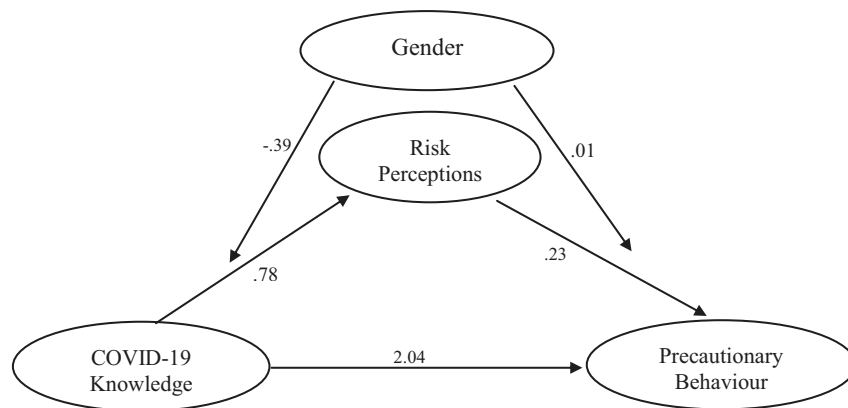 Gender
Risk
Perceptions
-.39
.01
.78
.23
COVID-19
Knowledge
2.04
Precautionary
Behaviour